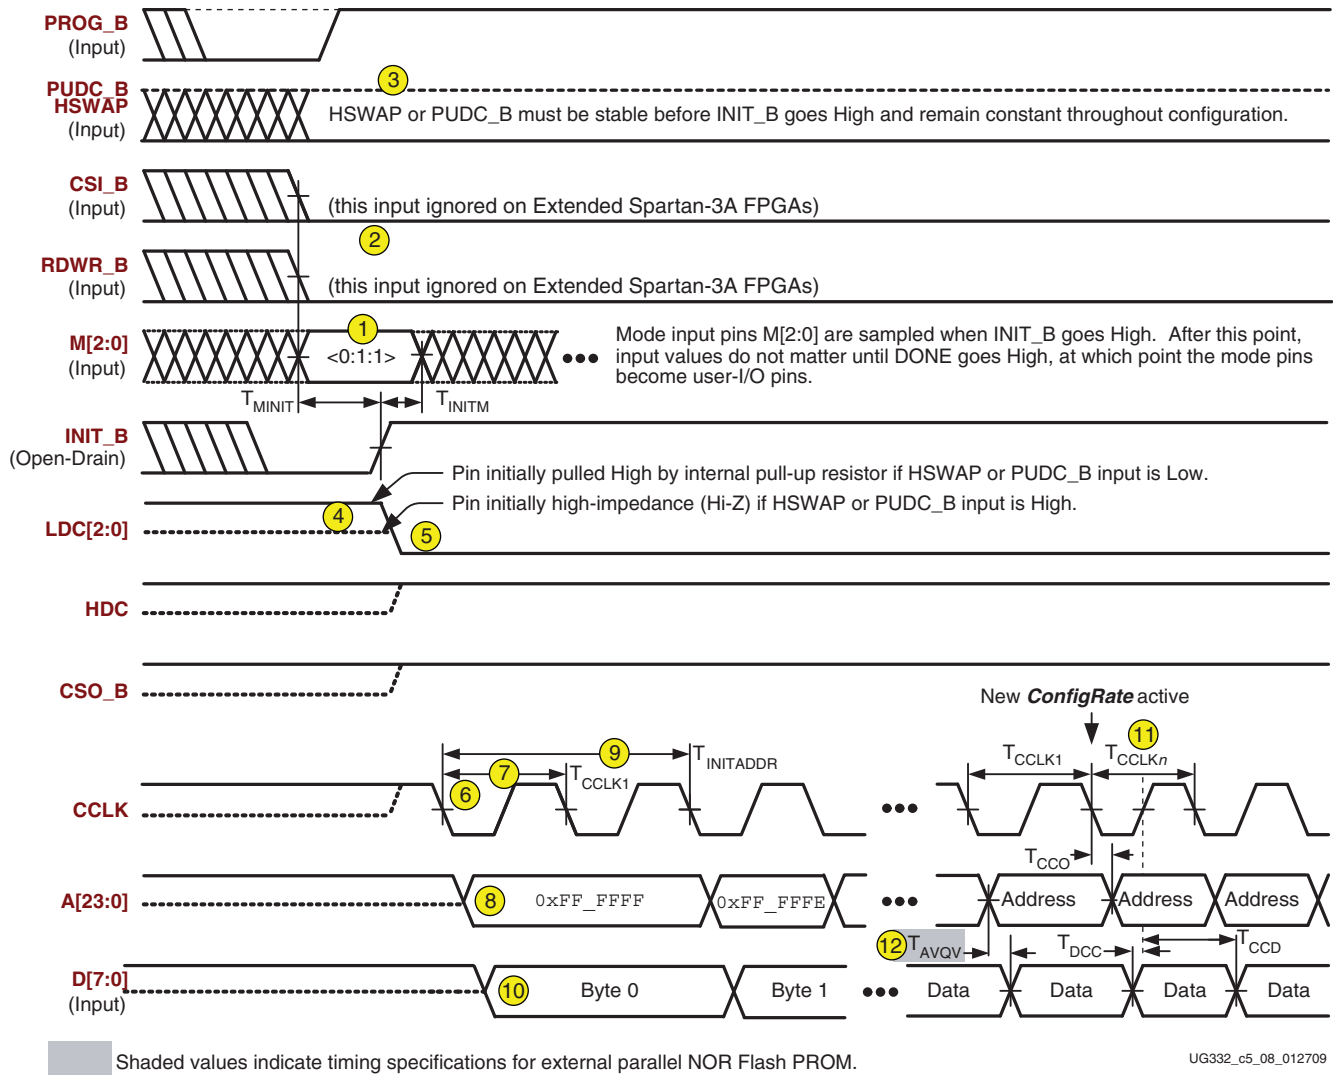 PROG_B
(Input)
3
PUDC_B
HSWAP
(Input)
HSWAP or PUDC_B must be stable before INIT_B goes High and remain constant throughout configuration.
CSI_B
(Input)
(this input ignored on Extended Spartan-3A FPGAs)
2
RDWR_B
(Input)
(this input ignored on Extended Spartan-3A FPGAs)
M[2:0]
(Input)
1
<0:1:1>
Mode input pins M[2:0] are sampled when INIT_B goes High. After this point,
input values do not matter until DONE goes High, at which point the mode pins
become user-I/O pins.
TMINIT
TINITM
INIT_B
(Open-Drain)
Pin initially pulled High by internal pull-up resistor if HSWAP or PUDC_B input is Low.
Pin initially high-impedance (Hi-Z) if HSWAP or PUDC_B input is High.
LDC[2:0]
4
5
HDC
CSO_B
New ConfigRate active
9
TINITADDR
7
TCCLK1
6
TCCLK1
11
TCCLKn
CCLK
TCCO
A[23:0]
8
0xFF_FFFF
0xFF_FFFE
Address
Address
Address
12
TAVQV
TDCC
TCCD
D[7:0]
(Input)
10
Byte 0
Byte 1
Data
Data
Data
Data
Shaded values indicate timing specifications for external parallel NOR Flash PROM.
UG332_c5_08_012709